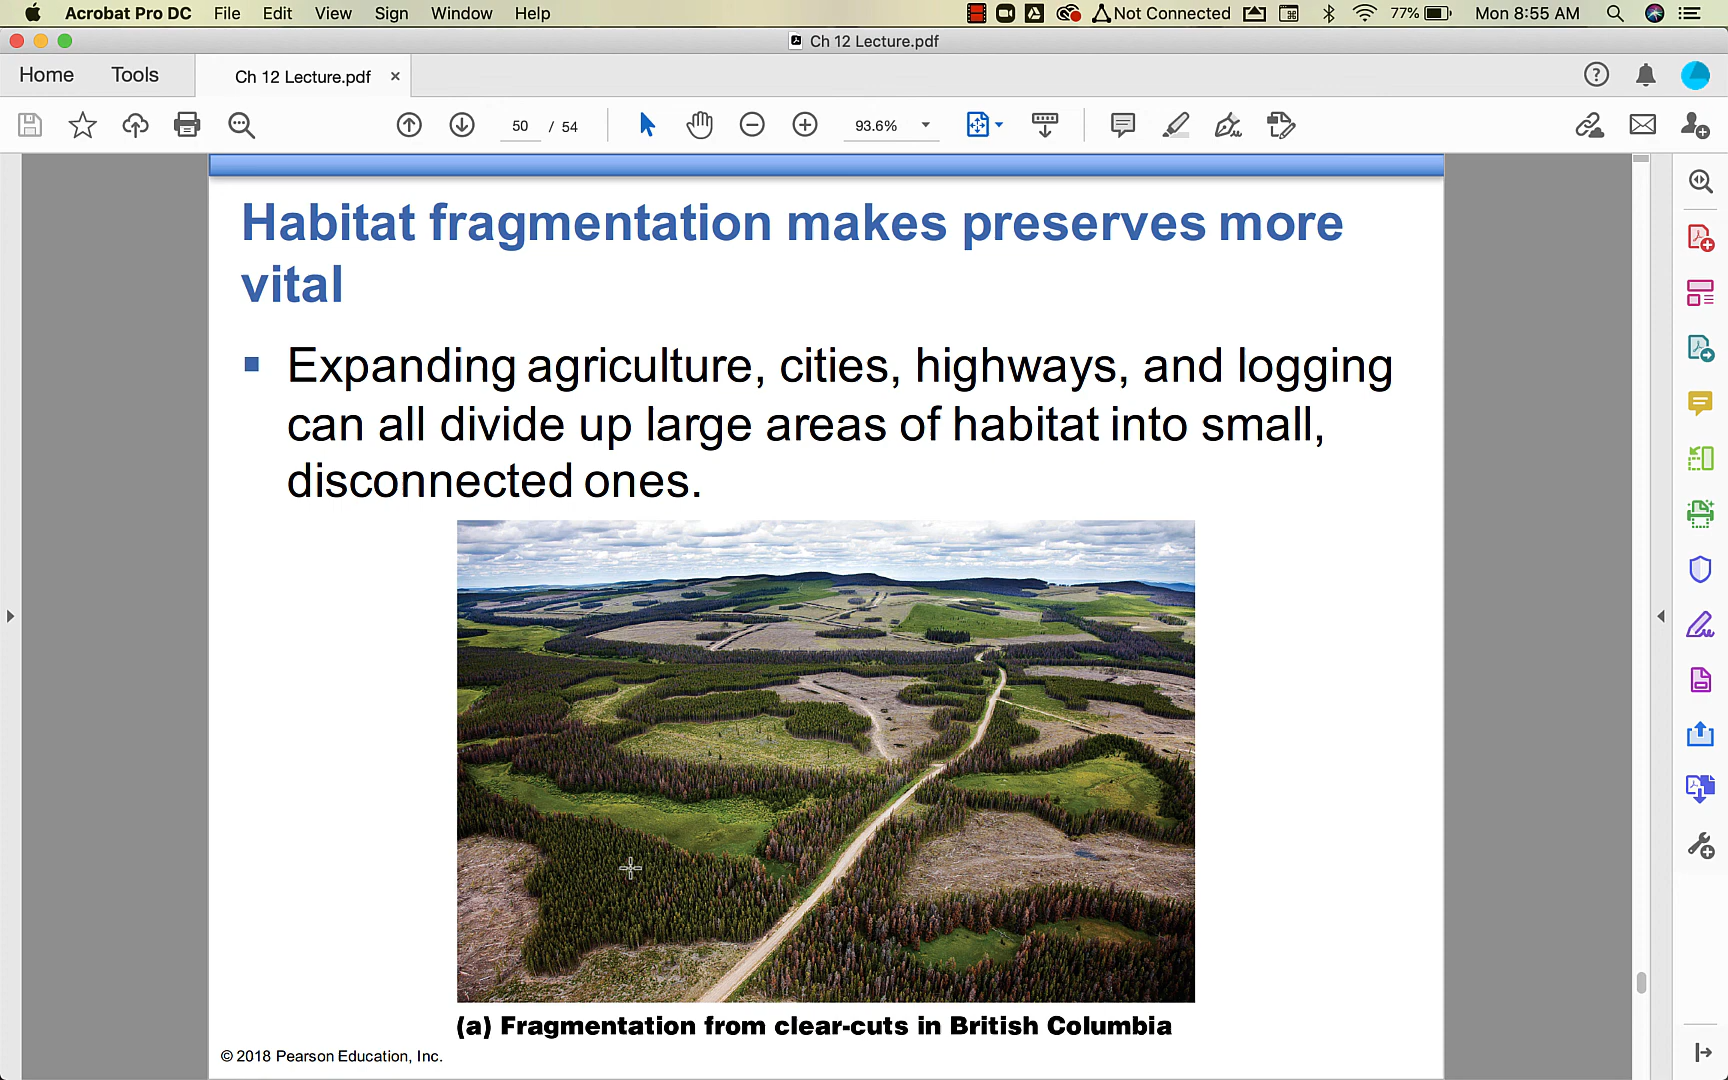 Acrobat Pro DC File Edit View Sign Window Help Not Connected 77% Mon 8:55 AM
Ch 12 Lecture.pdf
Home Tools Ch 12 Lecture.pdf ×
50 / 54 93.6%
Habitat fragmentation makes preserves more
vital
Expanding agriculture, cities, highways, and logging
can all divide up large areas of habitat into small,
disconnected ones.
(a) Fragmentation from clear-cuts in British Columbia
© 2018 Pearson Education, Inc.